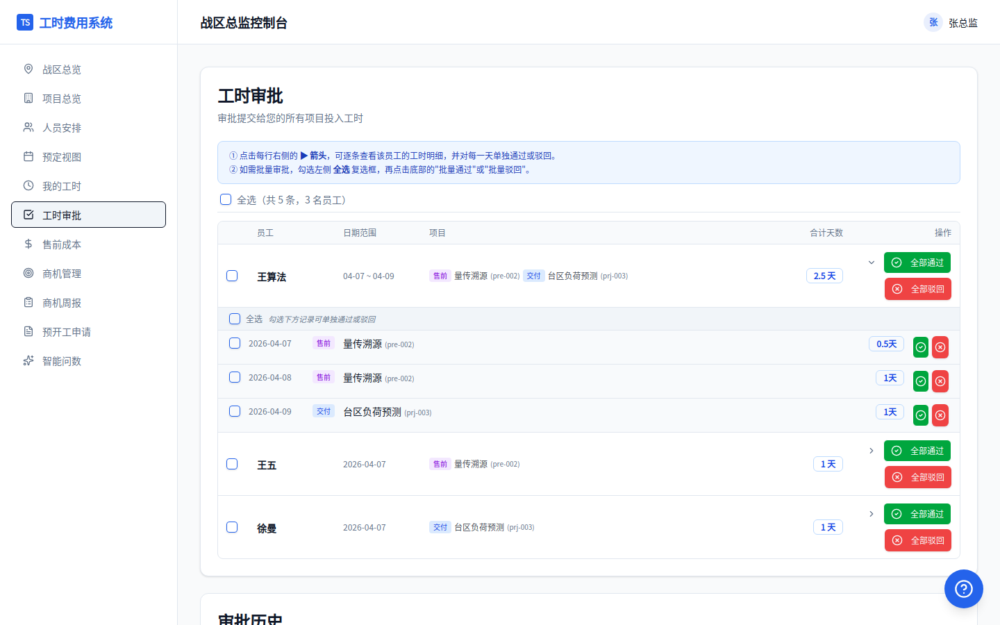 TS 工时费用系统
战区总监控制台
张 张总监
战区总览
项目总览
人员安排
预定视图
我的工时
工时审批
售前成本
商机管理
商机周报
预开工申请
智能问数
工时审批
审批提交给您的所有项目投入工时
① 点击每行右侧的 ▶ 箭头，可逐条查看该员工的工时明细，并对每一天单独通过或驳回。
② 如需批量审批，勾选左侧 全选 复选框，再点击底部的"批量通过"或"批量驳回"。
全选（共 5 条，3 名员工）
员工 日期范围 项目 合计天数 操作
王算法 04-07 ~ 04-09 售前 量传溯源 (pre-002) 交付 台区负荷预测 (prj-003) 2.5 天 全部通过
全部驳回
全选 勾选下方记录可单独通过或驳回
2026-04-07 售前 量传溯源 (pre-002) 0.5天
2026-04-08 售前 量传溯源 (pre-002) 1天
2026-04-09 交付 台区负荷预测 (prj-003) 1天
王五 2026-04-07 售前 量传溯源 (pre-002) 1 天 全部通过
全部驳回
徐曼 2026-04-07 交付 台区负荷预测 (prj-003) 1 天 全部通过
全部驳回
审批历史